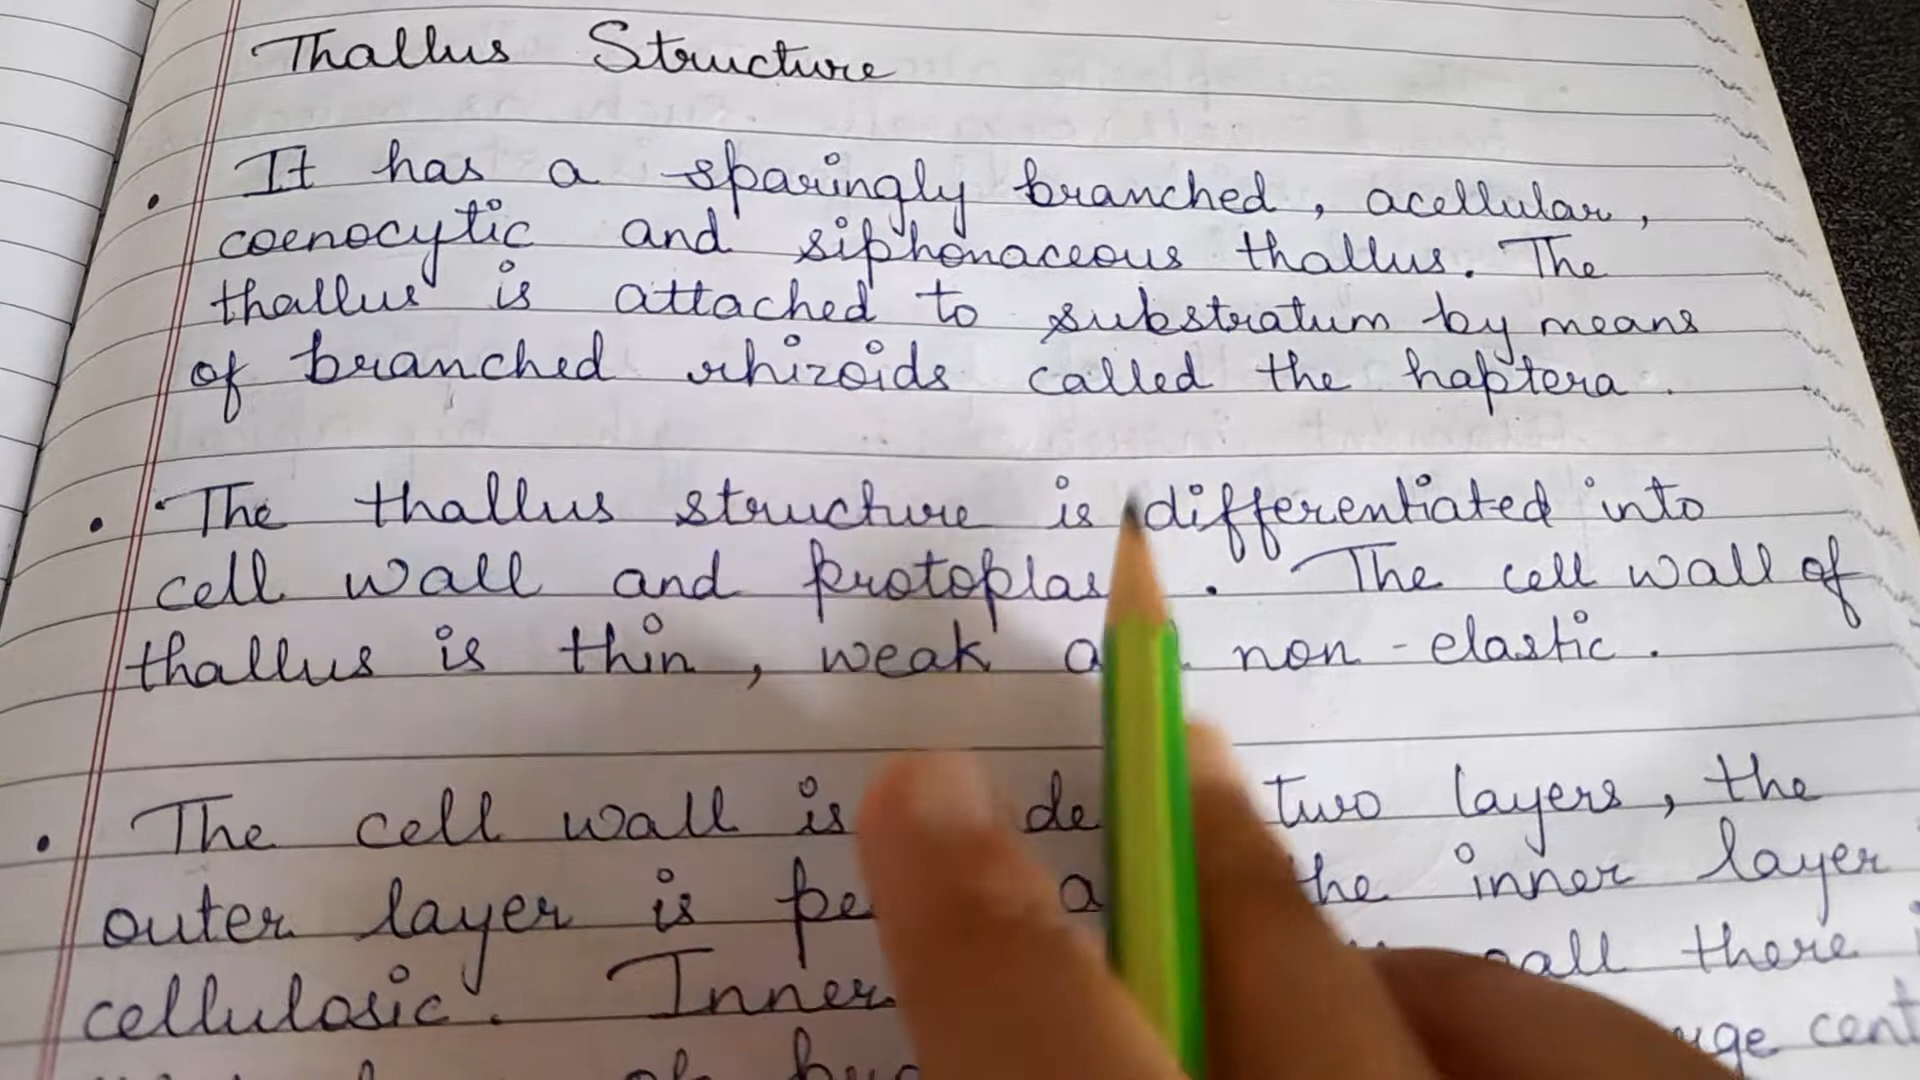 Thallus Structure
It has a sparingly branched, acellular,
coenocytic and siphonaceous thallus. The
thallus is attached to substratum by means
of branched rhizoids called the haptera.
The thallus structure is differentiated into
cell wall and protoplas . The cell wall of
thallus is thin, weak non-elastic.
The cell wall is two layers, the
outer layer is the inner layer
cellulosic. Inner there
cent
of